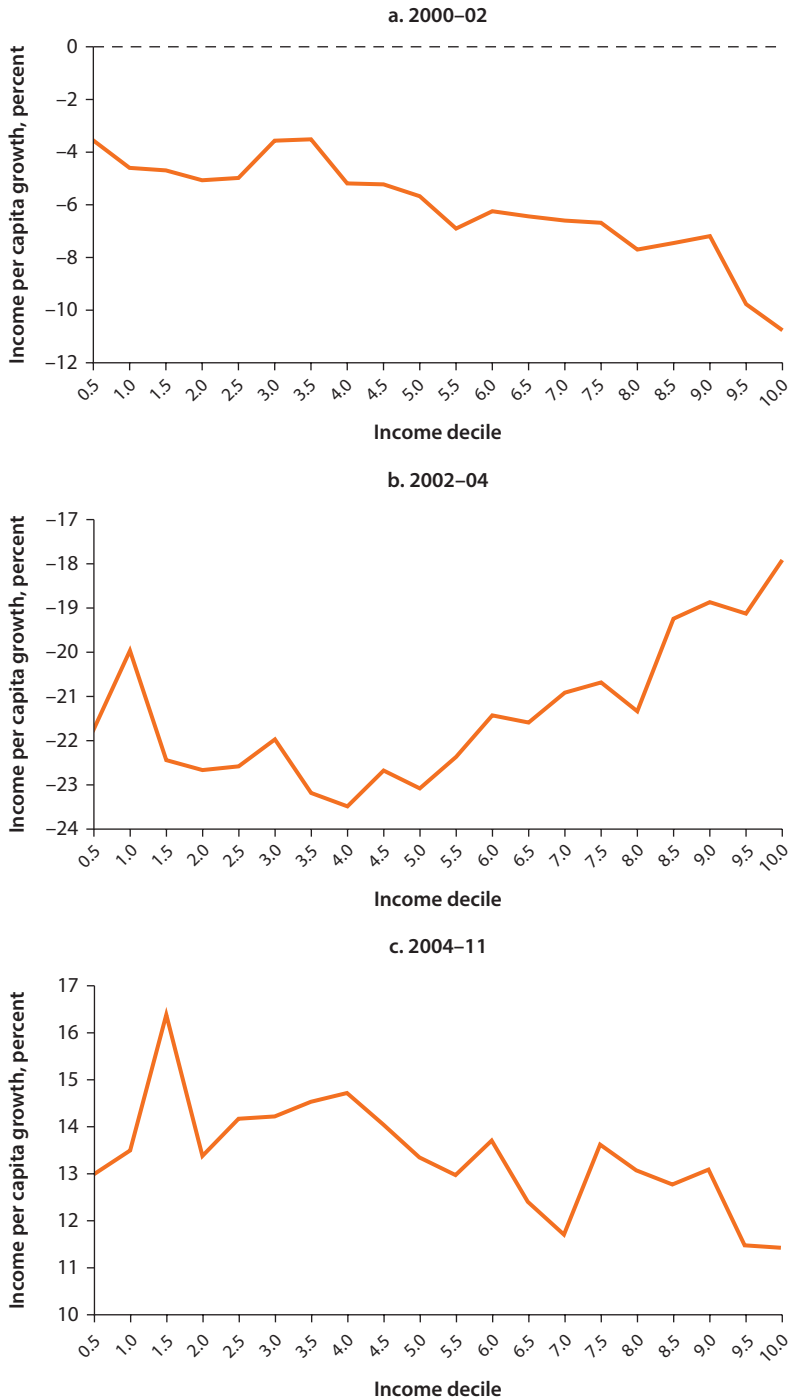 a. 2000–02
Income per capita growth, percent
0
–2
–4
–6
–8
–10
–12
0.5 1.0 1.5 2.0 2.5 3.0 3.5 4.0 4.5 5.0 5.5 6.0 6.5 7.0 7.5 8.0 8.5 9.0 9.5 10.0
Income decile
b. 2002–04
Income per capita growth, percent
–17
–18
–19
–20
–21
–22
–23
–24
0.5 1.0 1.5 2.0 2.5 3.0 3.5 4.0 4.5 5.0 5.5 6.0 6.5 7.0 7.5 8.0 8.5 9.0 9.5 10.0
Income decile
c. 2004–11
Income per capita growth, percent
17
16
15
14
13
12
11
10
0.5 1.0 1.5 2.0 2.5 3.0 3.5 4.0 4.5 5.0 5.5 6.0 6.5 7.0 7.5 8.0 8.5 9.0 9.5 10.0
Income decile